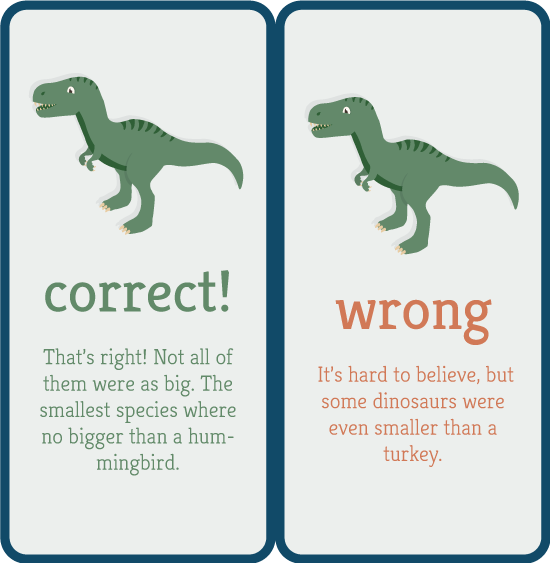 correct!
That's right! Not all of
them were as big. The
smallest species where
no bigger than a hum-
mingbird.
wrong
It's hard to believe, but
some dinosaurs were
even smaller than a
turkey.